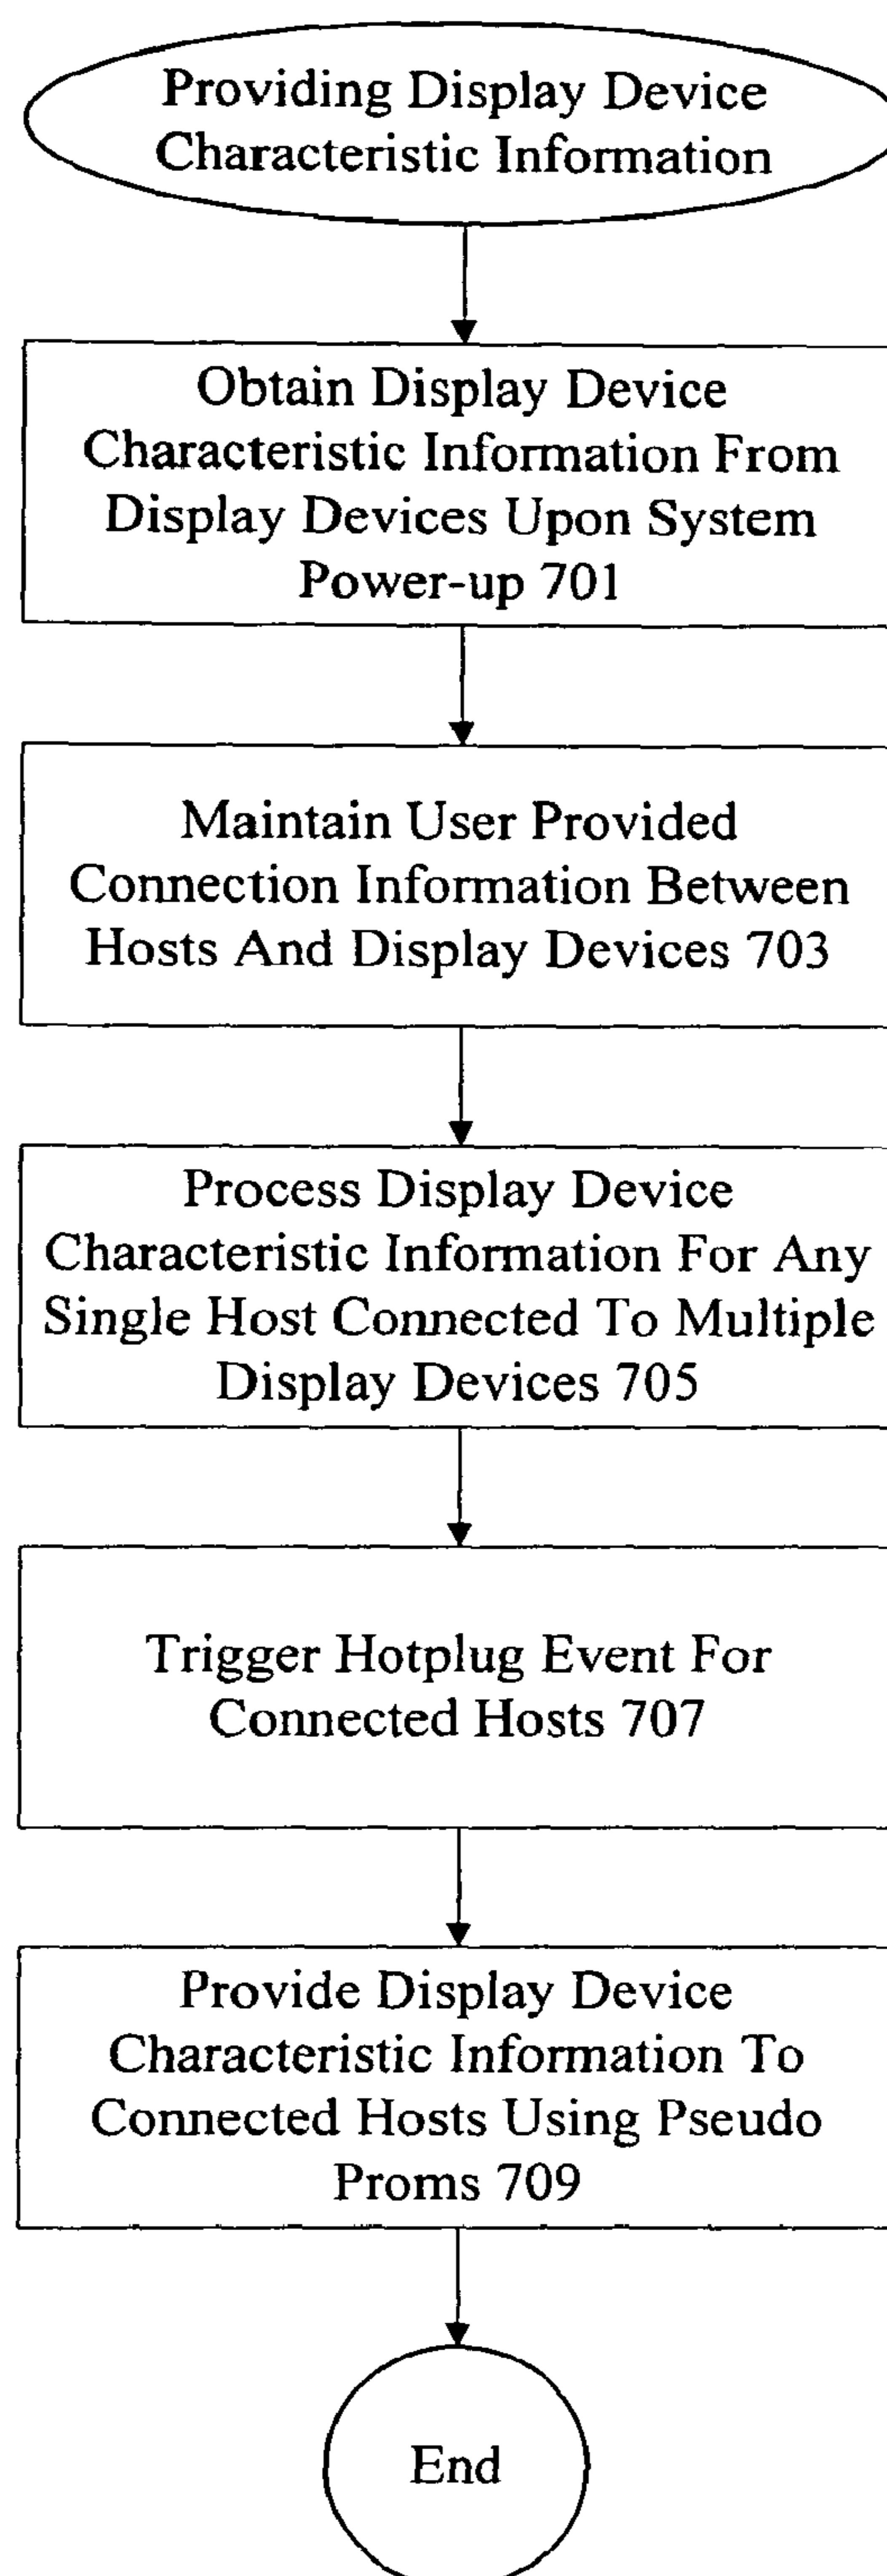 Providing Display Device
Characteristic Information
Obtain Display Device
Characteristic Information From
Display Devices Upon System
Power-up 701
Maintain User Provided
Connection Information Between
Hosts And Display Devices 703
Process Display Device
Characteristic Information For Any
Single Host Connected To Multiple
Display Devices 705
Trigger Hotplug Event For
Connected Hosts 707
Provide Display Device
Characteristic Information To
Connected Hosts Using Pseudo
Proms 709
End